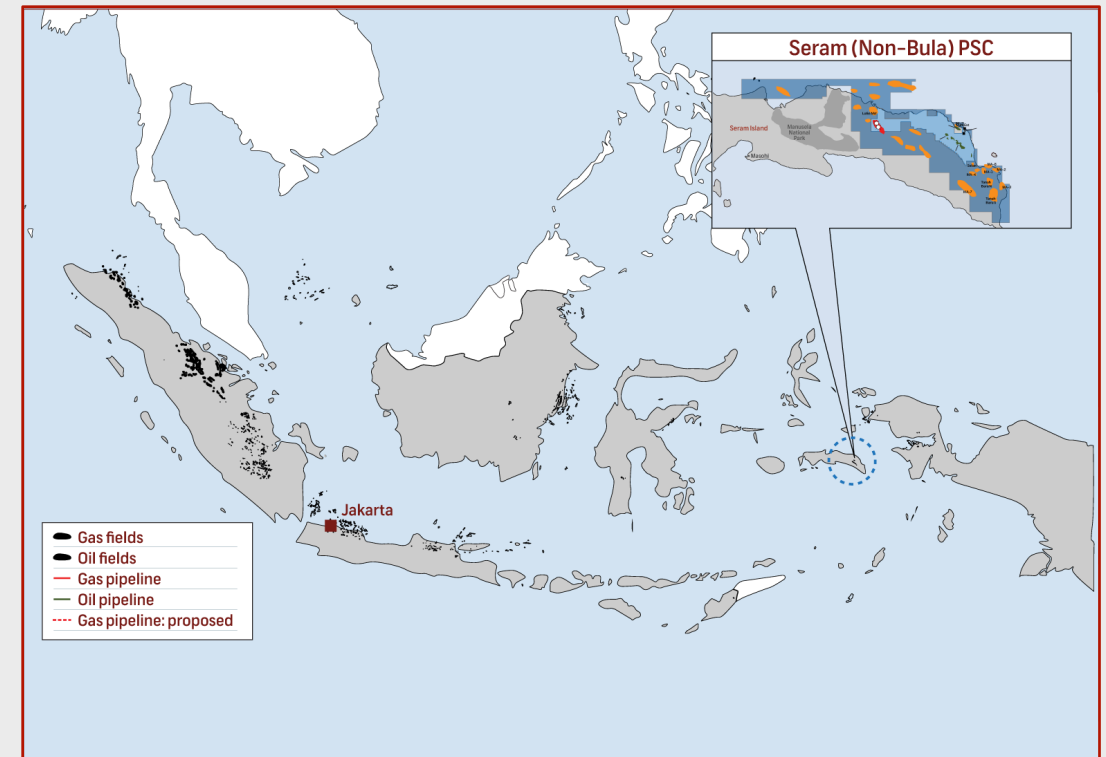 Seram (Non-Bula) PSC
Seram Island
Manusela
National
Park
Masohi
Jakarta
Gas fields
Oil fields
Gas pipeline
Oil pipeline
Gas pipeline: proposed